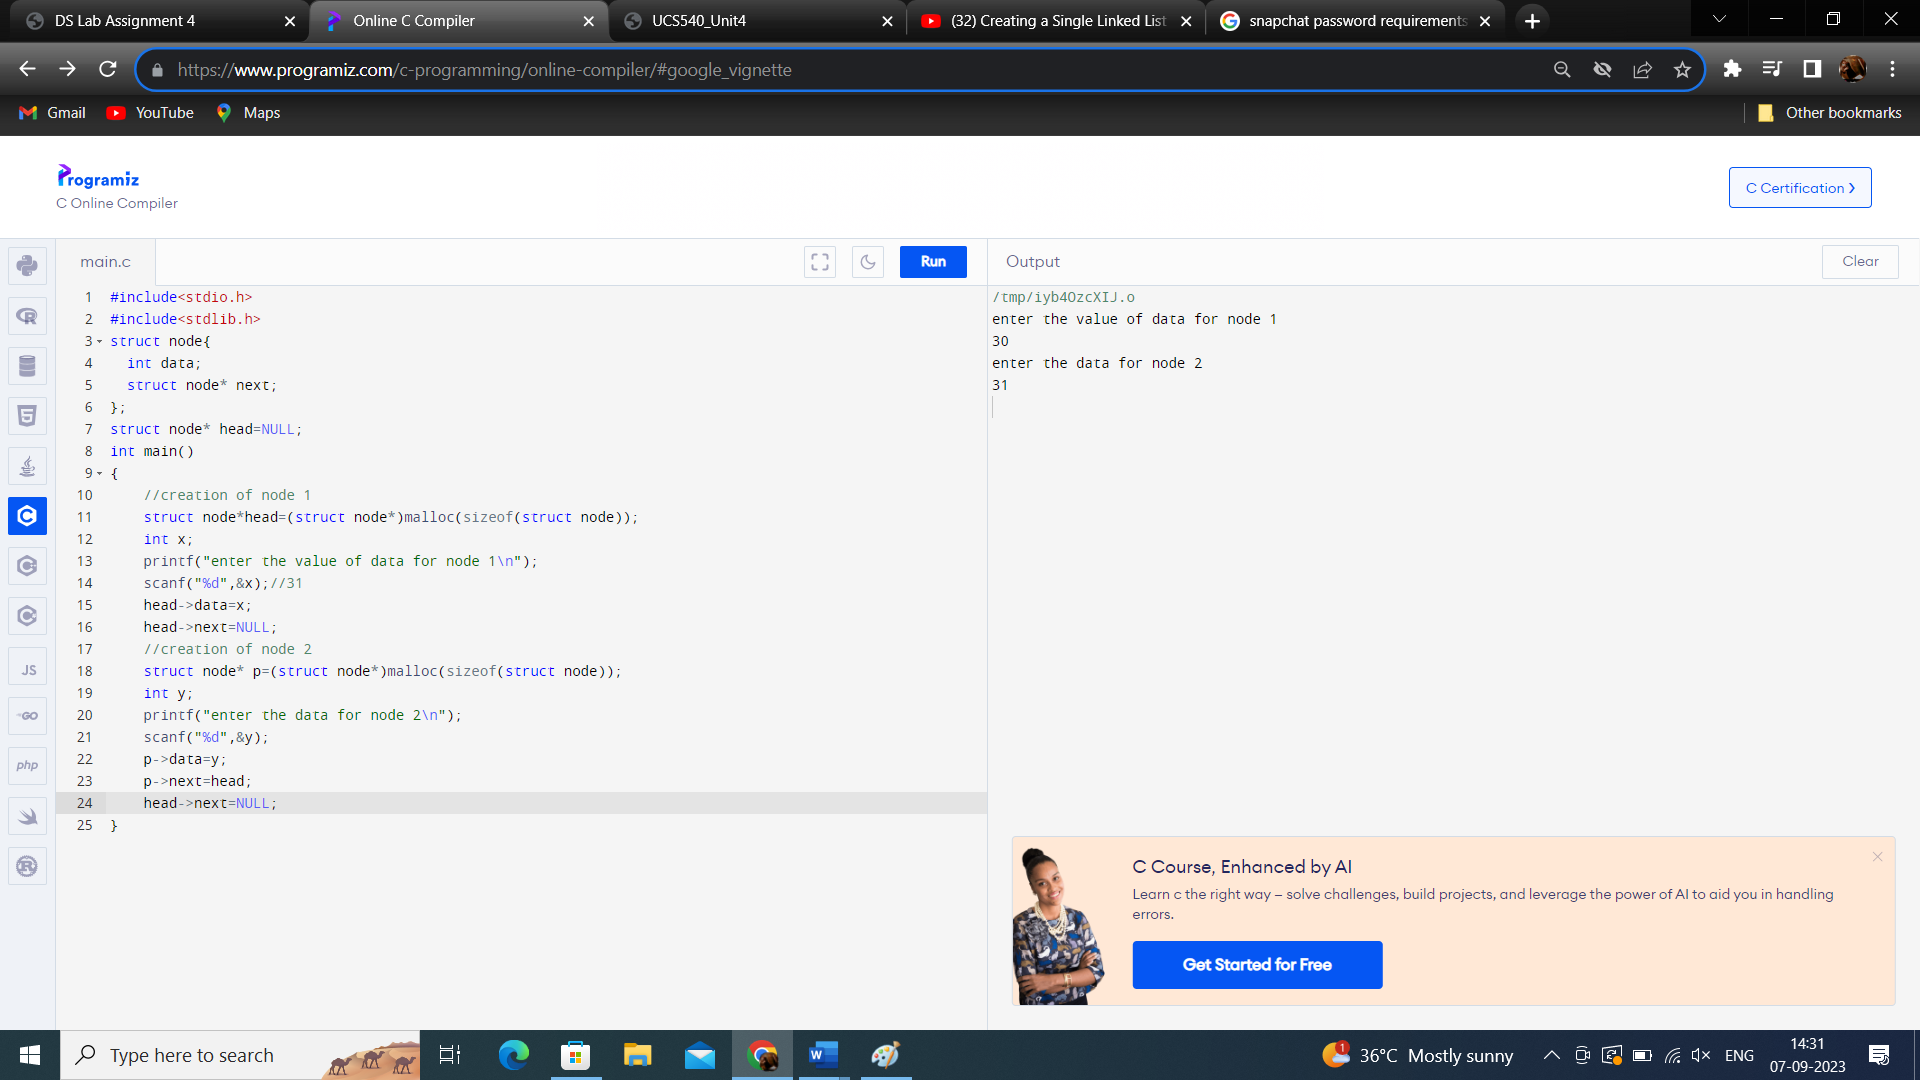 DS Lab Assignment 4
Online C Compiler
UCS540_Unit4
(32) Creating a Single Linked List
snapchat password requirements
https://www.programiz.com/c-programming/online-compiler/#google_vignette
Gmail
YouTube
Maps
Other bookmarks
Programiz
C Online Compiler
C Certification >
main.c
Run
Output
Clear
1 #include<stdio.h>
2 #include<stdlib.h>
3 struct node{
4 int data;
5 struct node* next;
6 };
7 struct node* head=NULL;
8 int main()
9 {
10 //creation of node 1
11 struct node*head=(struct node*)malloc(sizeof(struct node));
12 int x;
13 printf("enter the value of data for node 1\n");
14 scanf("%d",&x);//31
15 head->data=x;
16 head->next=NULL;
17 //creation of node 2
18 struct node* p=(struct node*)malloc(sizeof(struct node));
19 int y;
20 printf("enter the data for node 2\n");
21 scanf("%d",&y);
22 p->data=y;
23 p->next=head;
24 head->next=NULL;
25 }
/tmp/iyb4OzcXIJ.o
enter the value of data for node 1
30
enter the data for node 2
31
JS
GO
php
C Course, Enhanced by AI
Learn c the right way – solve challenges, build projects, and leverage the power of AI to aid you in handling
errors.
Get Started for Free
Type here to search
1
36°C Mostly sunny
ENG
14:31
07-09-2023